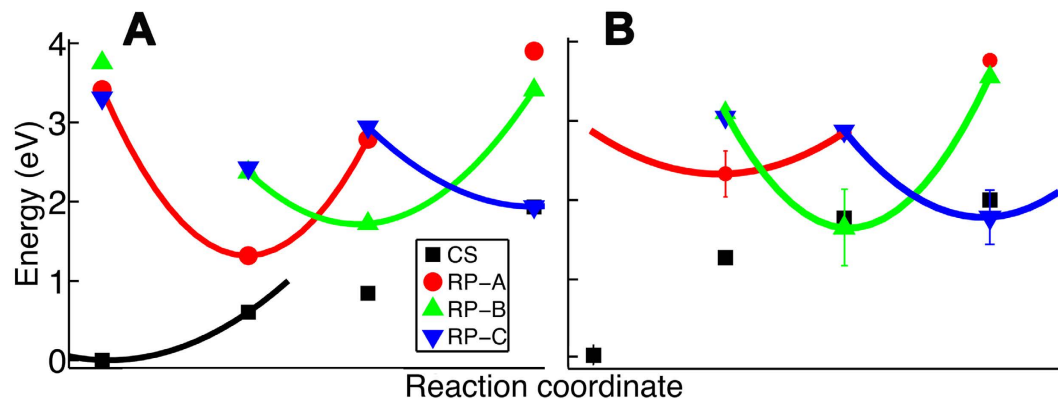 A
B
4
3
2
1
0
Energy (eV)
CS
RP-A
RP-B
RP-C
Reaction coordinate